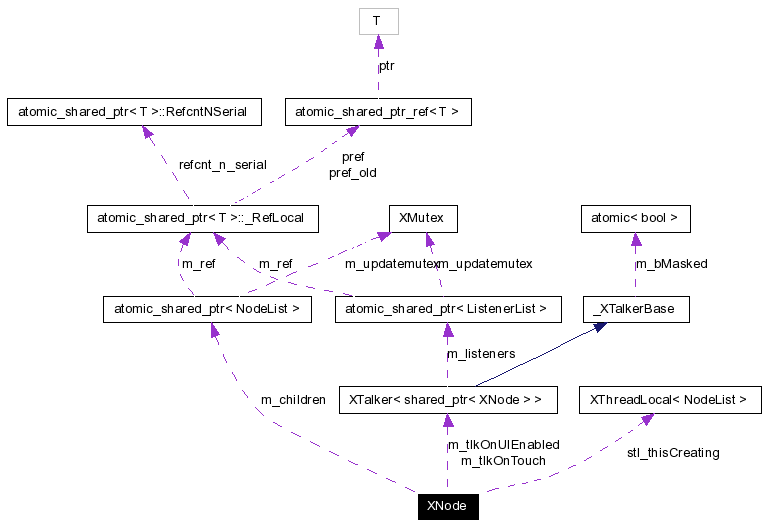 T
ptr
atomic_shared_ptr< T >::RefcntNSerial
atomic_shared_ptr_ref< T >
refcnt_n_serial
pref
pref_old
atomic_shared_ptr< T >::_RefLocal
XMutex
atomic< bool >
m_ref
m_ref
m_updatemutex
m_updatemutex
m_bMasked
atomic_shared_ptr< NodeList >
atomic_shared_ptr< ListenerList >
_XTalkerBase
m_listeners
m_children
XTalker< shared_ptr< XNode > >
XThreadLocal< NodeList >
m_tlkOnUIEnabled
m_tlkOnTouch
stl_thisCreating
XNode